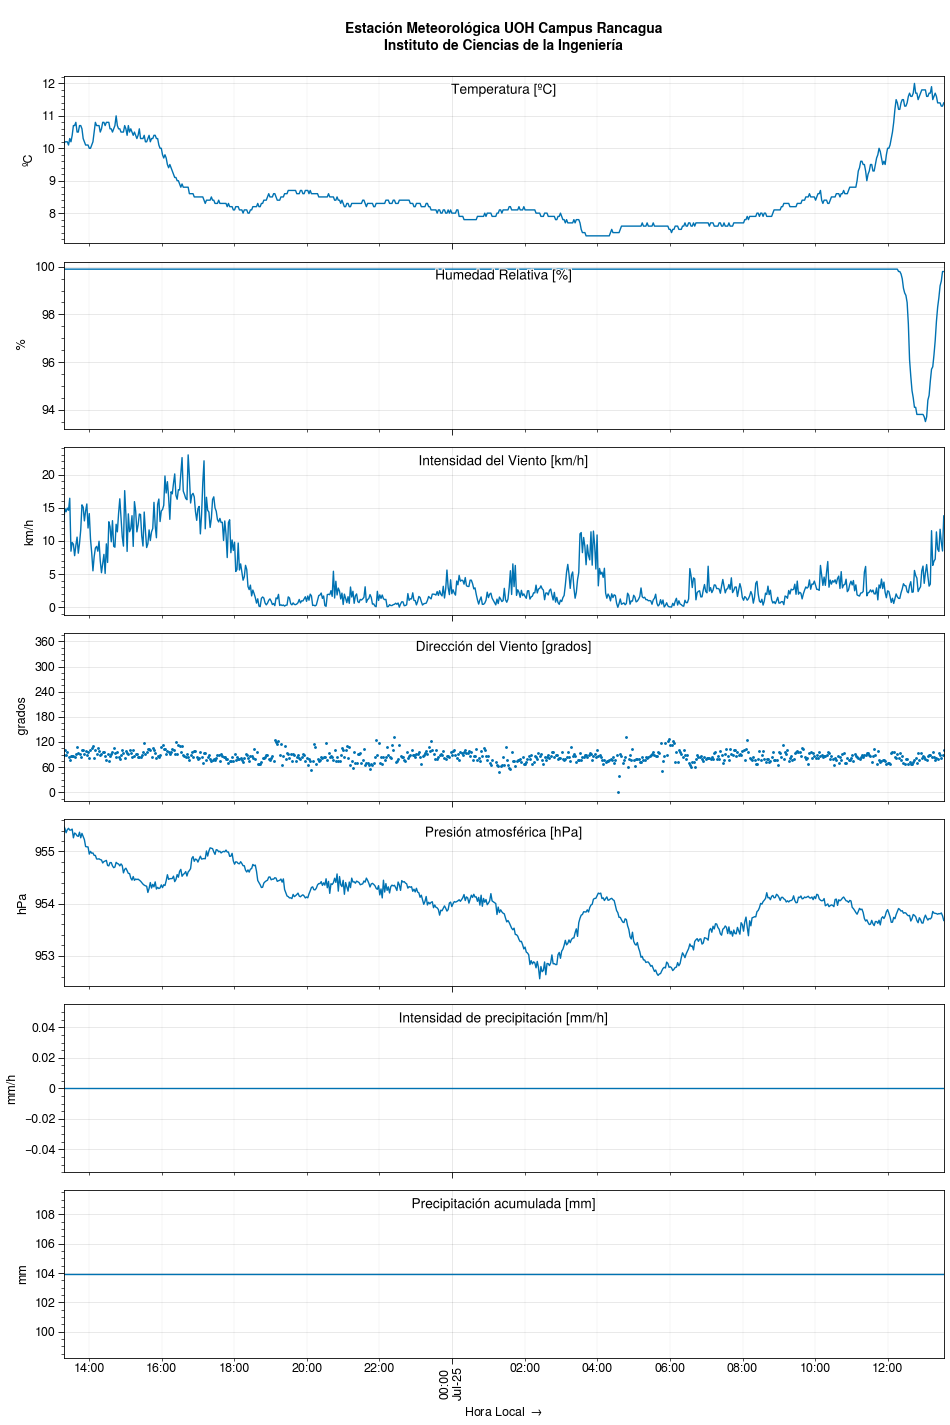 Estación Meteorológica UOH Campus Rancagua
Instituto de Ciencias de la Ingeniería
Temperatura [ºC]
ºC
12
11
10
9
8
Humedad Relativa [%]
%
100
98
96
94
Intensidad del Viento [km/h]
km/h
20
15
10
5
0
Dirección del Viento [grados]
grados
360
300
240
180
120
60
0
Presión atmosférica [hPa]
hPa
955
954
953
Intensidad de precipitación [mm/h]
mm/h
0.04
0.02
0
−0.02
−0.04
Precipitación acumulada [mm]
mm
108
106
104
102
100
14:00 16:00 18:00 20:00 22:00 00:00 02:00 04:00 06:00 08:00 10:00 12:00
Jul-25
Hora Local →